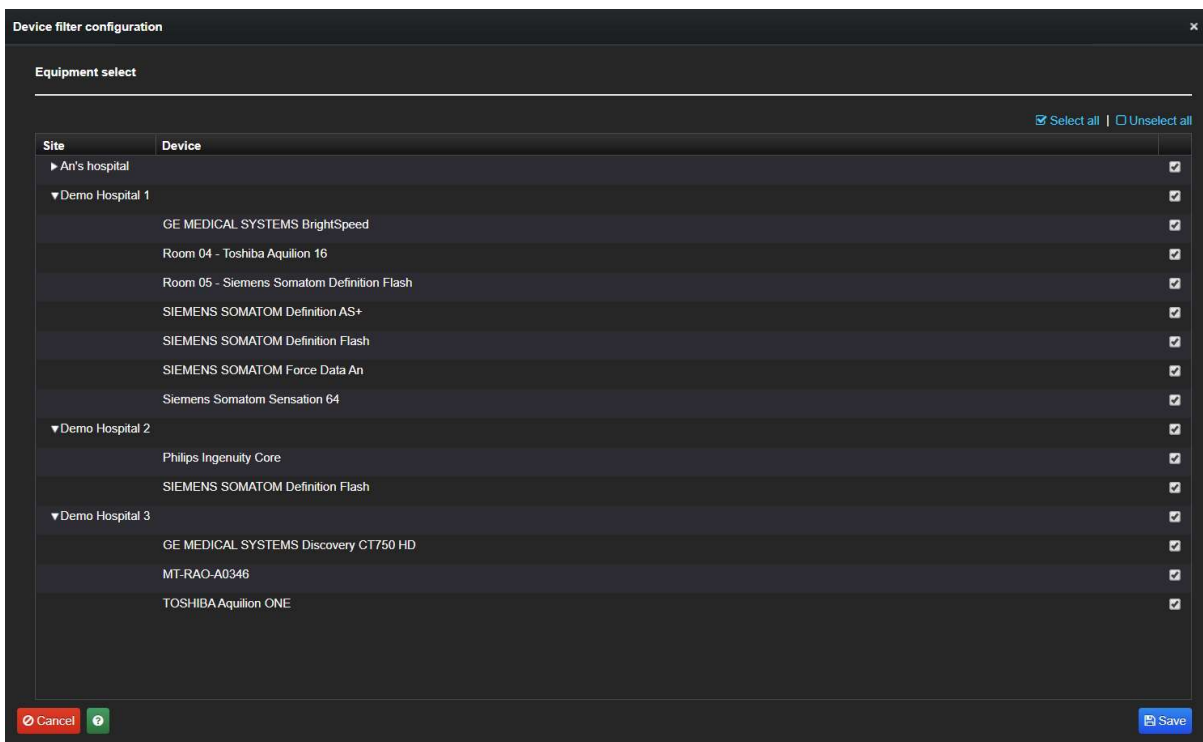 Device filter configuration
Equipment select
Select all | Unselect all
Site Device
An's hospital
Demo Hospital 1
GE MEDICAL SYSTEMS BrightSpeed
Room 04 - Toshiba Aquilion 16
Room 05 - Siemens Somatom Definition Flash
SIEMENS SOMATOM Definition AS+
SIEMENS SOMATOM Definition Flash
SIEMENS SOMATOM Force Data An
Siemens Somatom Sensation 64
Demo Hospital 2
Philips Ingenuity Core
SIEMENS SOMATOM Definition Flash
Demo Hospital 3
GE MEDICAL SYSTEMS Discovery CT750 HD
MT-RAO-A0346
TOSHIBA Aquilion ONE
Cancel ? Save